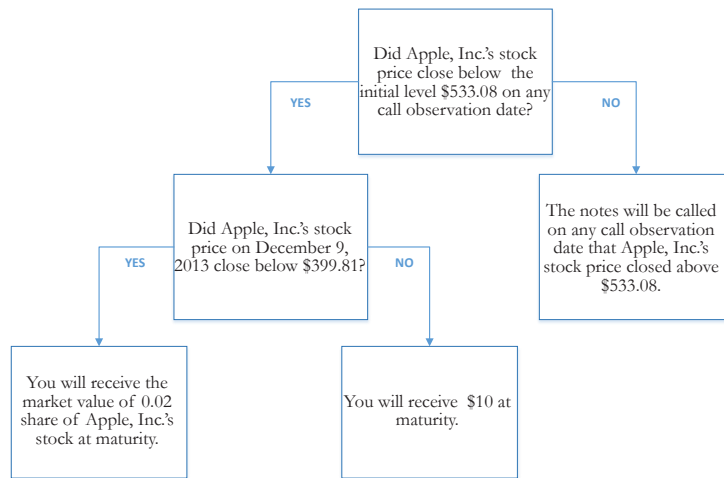 Did Apple, Inc.'s stock
price close below the
initial level $533.08 on any
call observation date?
YES
NO
Did Apple, Inc.'s stock
price on December 9,
2013 close below $399.81?
The notes will be called
on any call observation
date that Apple, Inc.'s
stock price closed above
$533.08.
YES
NO
You will receive the
market value of 0.02
share of Apple, Inc.'s
stock at maturity.
You will receive $10 at
maturity.